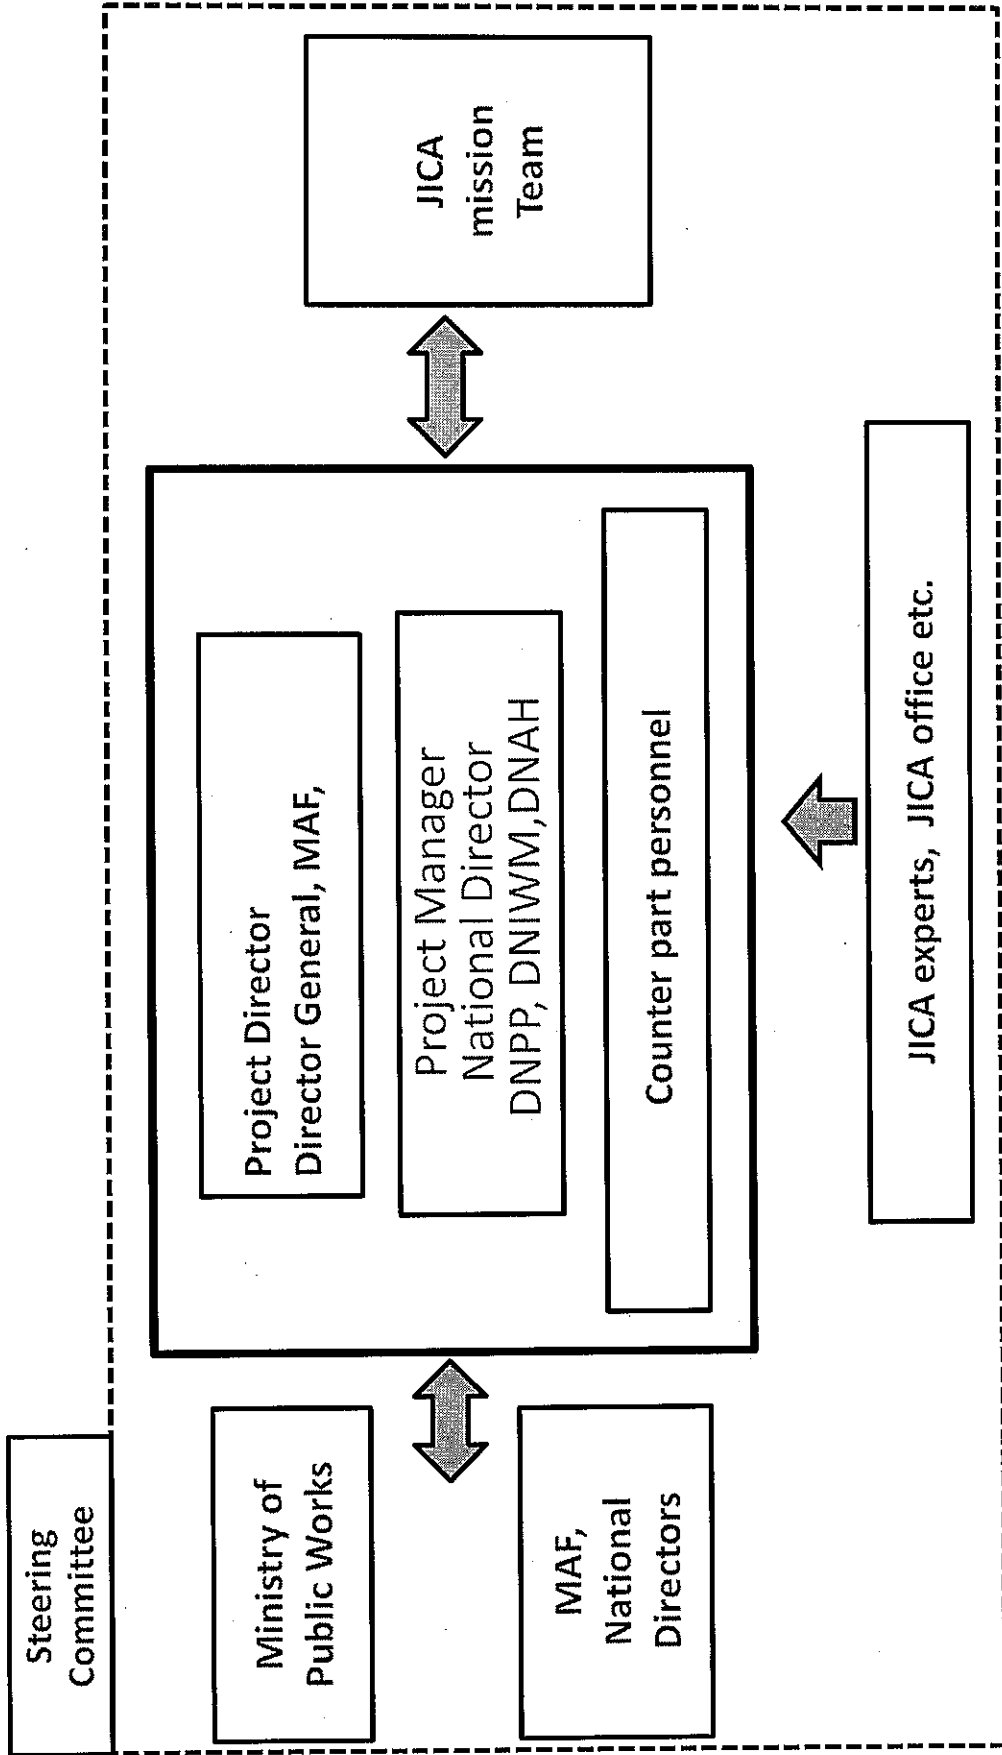 Steering
Committee
Ministry of
Public Works
MAF,
National
Directors
Project Director
Director General, MAF,
Project Manager
National Director
DNPP, DNIWM,DNAH
Counter part personnel
JICA
mission
Team
JICA experts, JICA office etc.